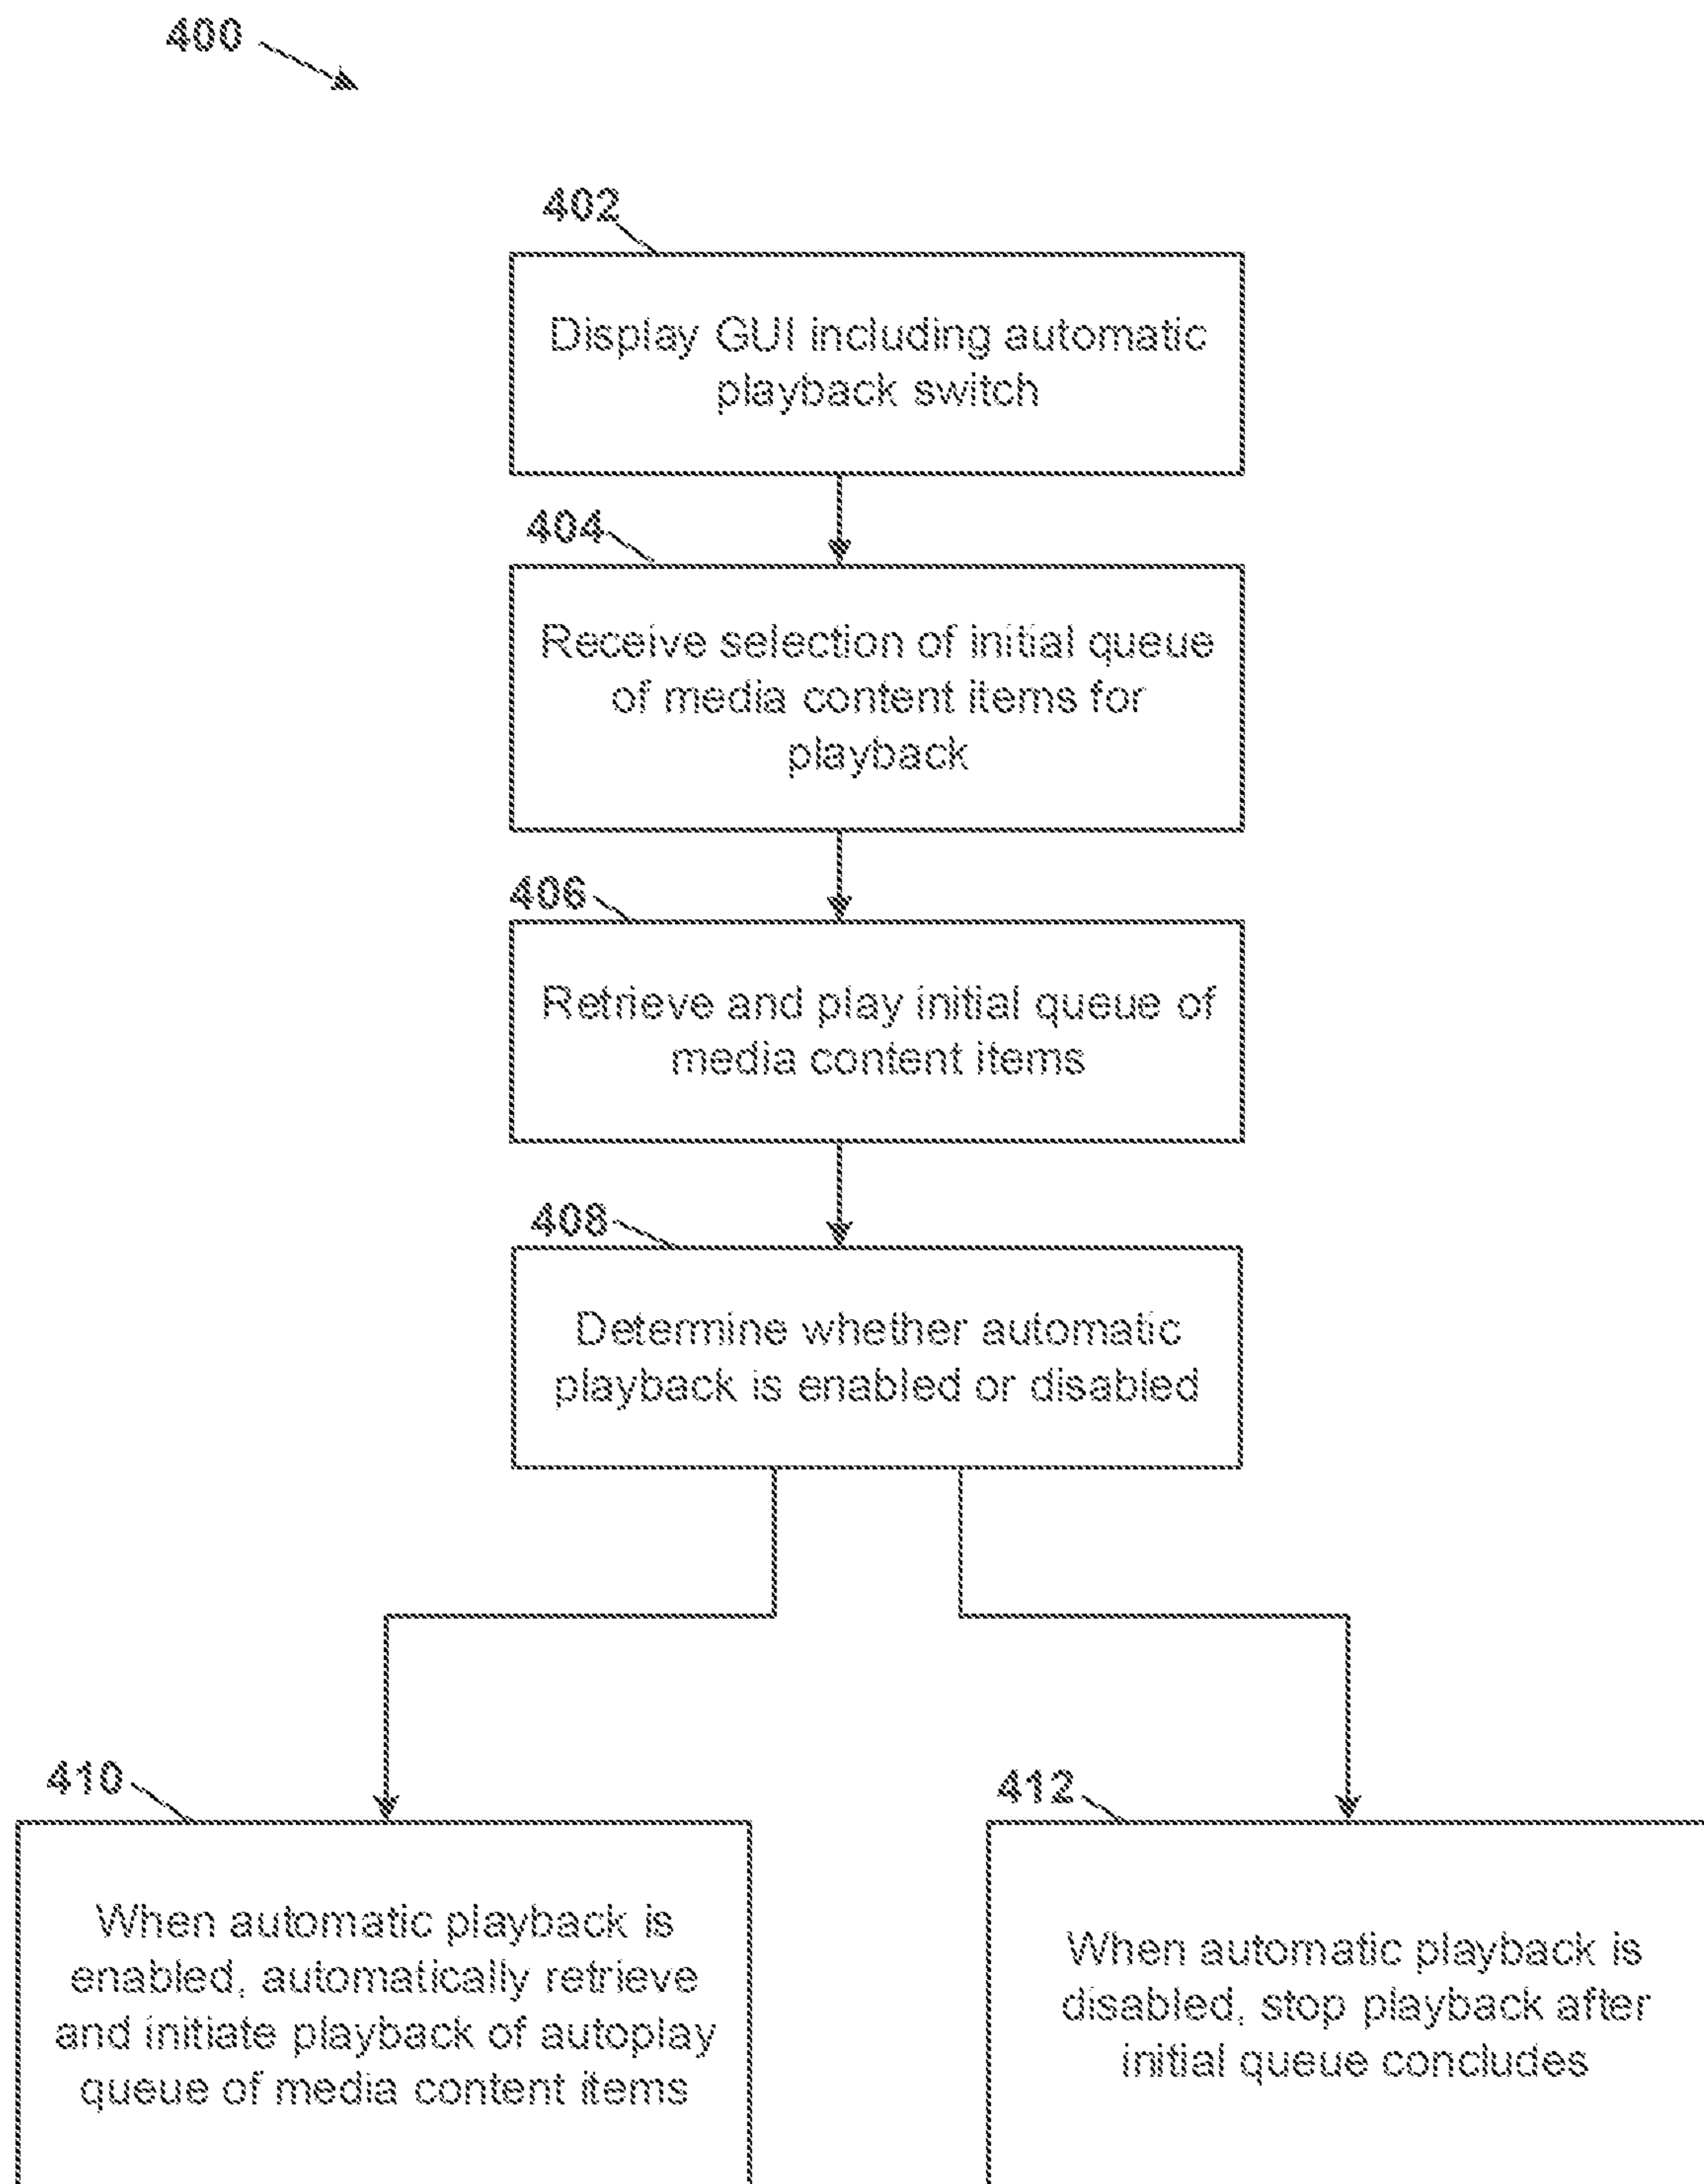 400
402
Display GUI including automatic
playback switch
404
Receive selection of initial queue
of media content items for
playback
406
Retrieve and play initial queue of
media content items
408
Determine whether automatic
playback is enabled or disabled
410
When automatic playback is
enabled, automatically retrieve
and initiate playback of autoplay
queue of media content items
412
When automatic playback is
disabled, stop playback after
initial queue concludes